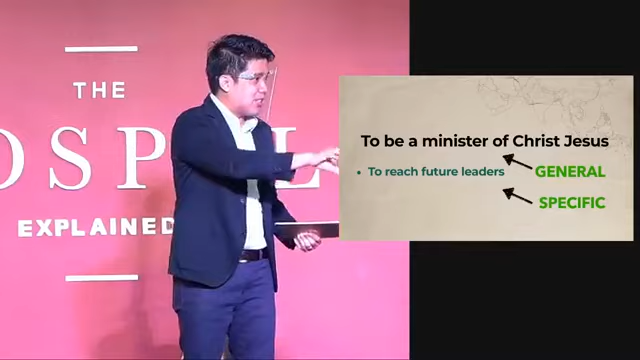 THE
OSPEL
EXPLAINED
To be a minister of Christ Jesus
• To reach future leaders
GENERAL
SPECIFIC